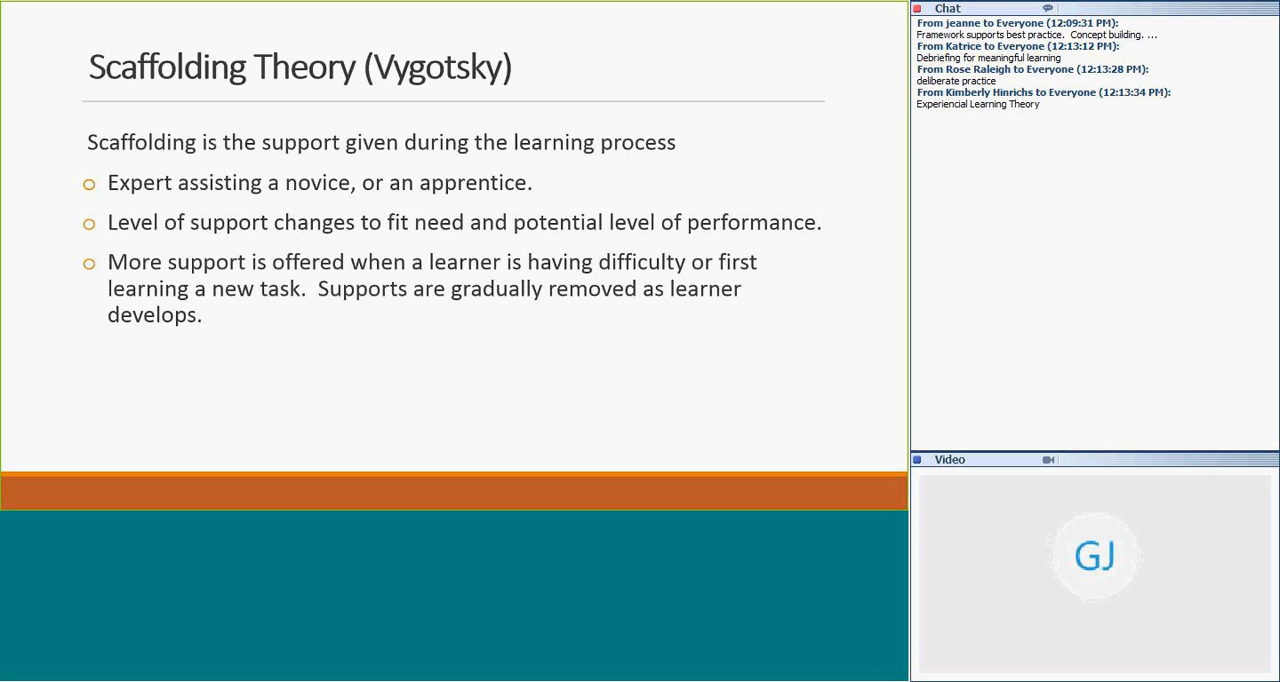 Scaffolding Theory (Vygotsky)
Scaffolding is the support given during the learning process
o Expert assisting a novice, or an apprentice.
o Level of support changes to fit need and potential level of performance.
o More support is offered when a learner is having difficulty or first
learning a new task.  Supports are gradually removed as learner
develops.
Chat
From jeanne to Everyone (12:09:31 PM):
Framework supports best practice.  Concept building. ...
From Katrice to Everyone (12:13:12 PM):
Debriefing for meaningful learning
From Rose Raleigh to Everyone (12:13:28 PM):
deliberate practice
From Kimberly Hinrichs to Everyone (12:13:34 PM):
Experiencial Learning Theory
Video
GJ